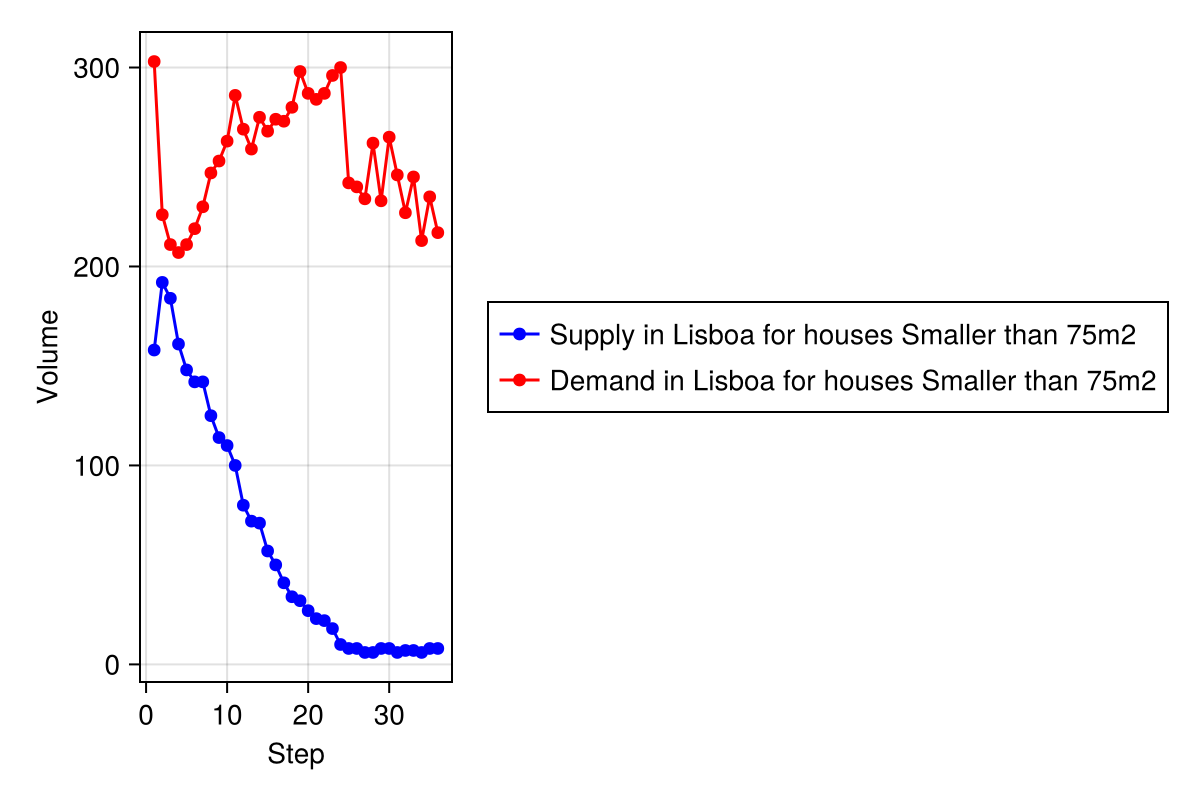 300
200
100
0
Volume
0 10 20 30
Step
Supply in Lisboa for houses Smaller than 75m2
Demand in Lisboa for houses Smaller than 75m2